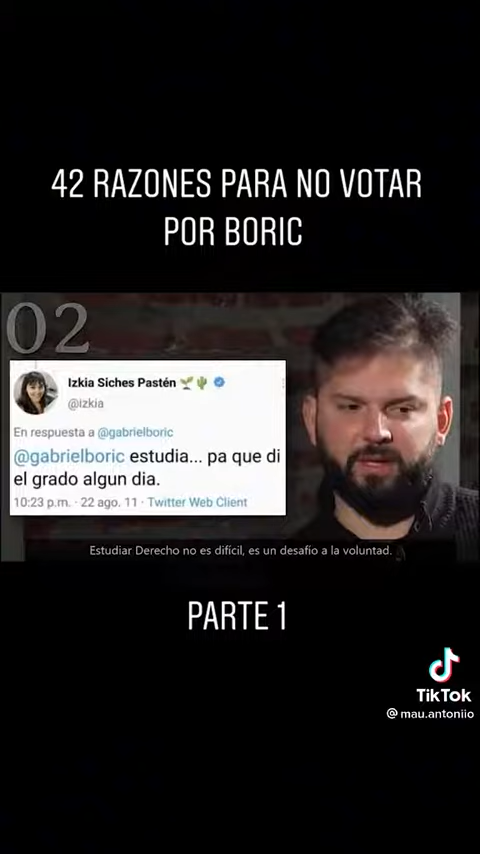 42 RAZONES PARA NO VOTAR
POR BORIC
02
Izkia Siches Pastén
@izkia
En respuesta a @gabrielboric
@gabrielboric estudia... pa que di
el grado algun dia.
10:23 p.m. · 22 ago. 11 · Twitter Web Client
Estudiar Derecho no es difícil, es un desafío a la voluntad.
PARTE 1
TikTok
@mau.antoniio